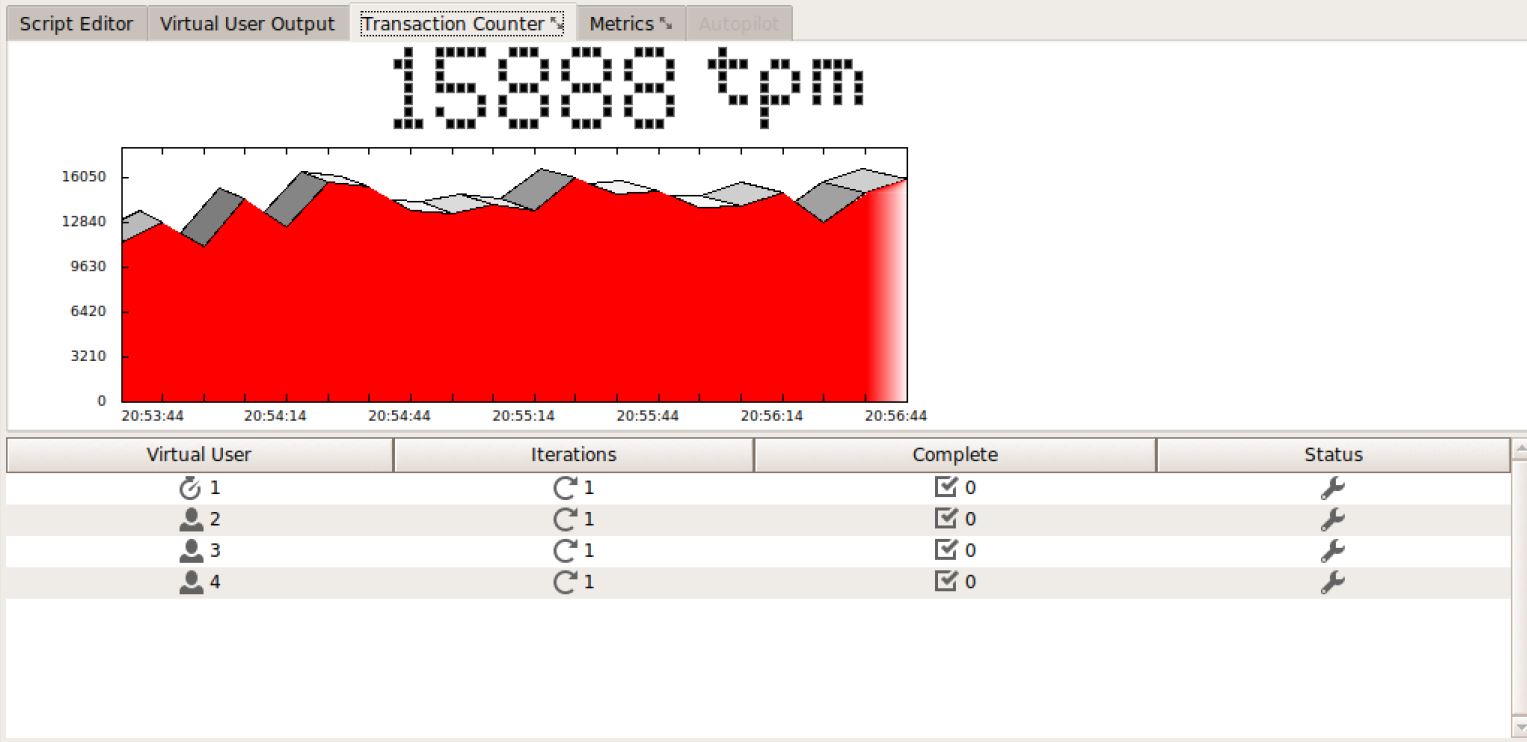 Script Editor Virtual User Output Transaction Counter Metrics Autopilot
15888 tpm
16050
12840
9630
6420
3210
0
20:53:44 20:54:14 20:54:44 20:55:14 20:55:44 20:56:14 20:56:44
Virtual User Iterations Complete Status
1 1 0
2 1 0
3 1 0
4 1 0